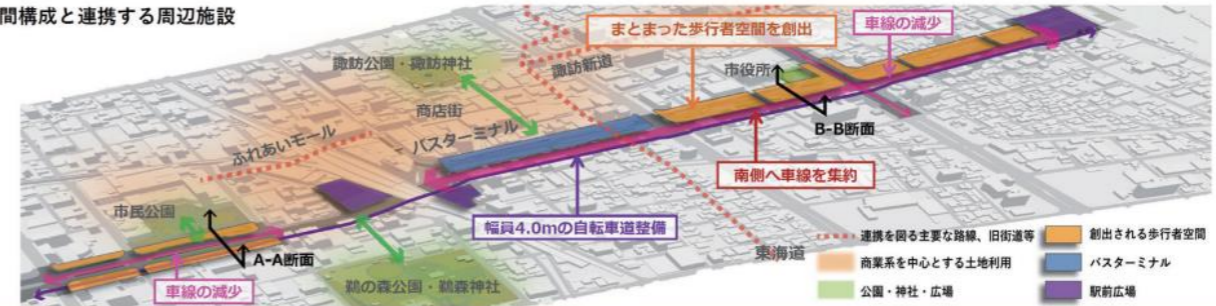 間構成と連携する周辺施設
まとまった歩行者空間を創出
車線の減少
諏訪公園・諏訪神社
諏訪新道
市役所
商店街
バスターミナル
ふれあいモール
B-B断面
南側へ車線を集約
市民公園
幅員4.0mの自転車道整備
A-A断面
東海道
車線の減少
鵜の森公園・鵜森神社
連携を図る主要な路線、旧街道等
創出される歩行者空間
商業系を中心とする土地利用
バスターミナル
公園・神社・広場
駅前広場